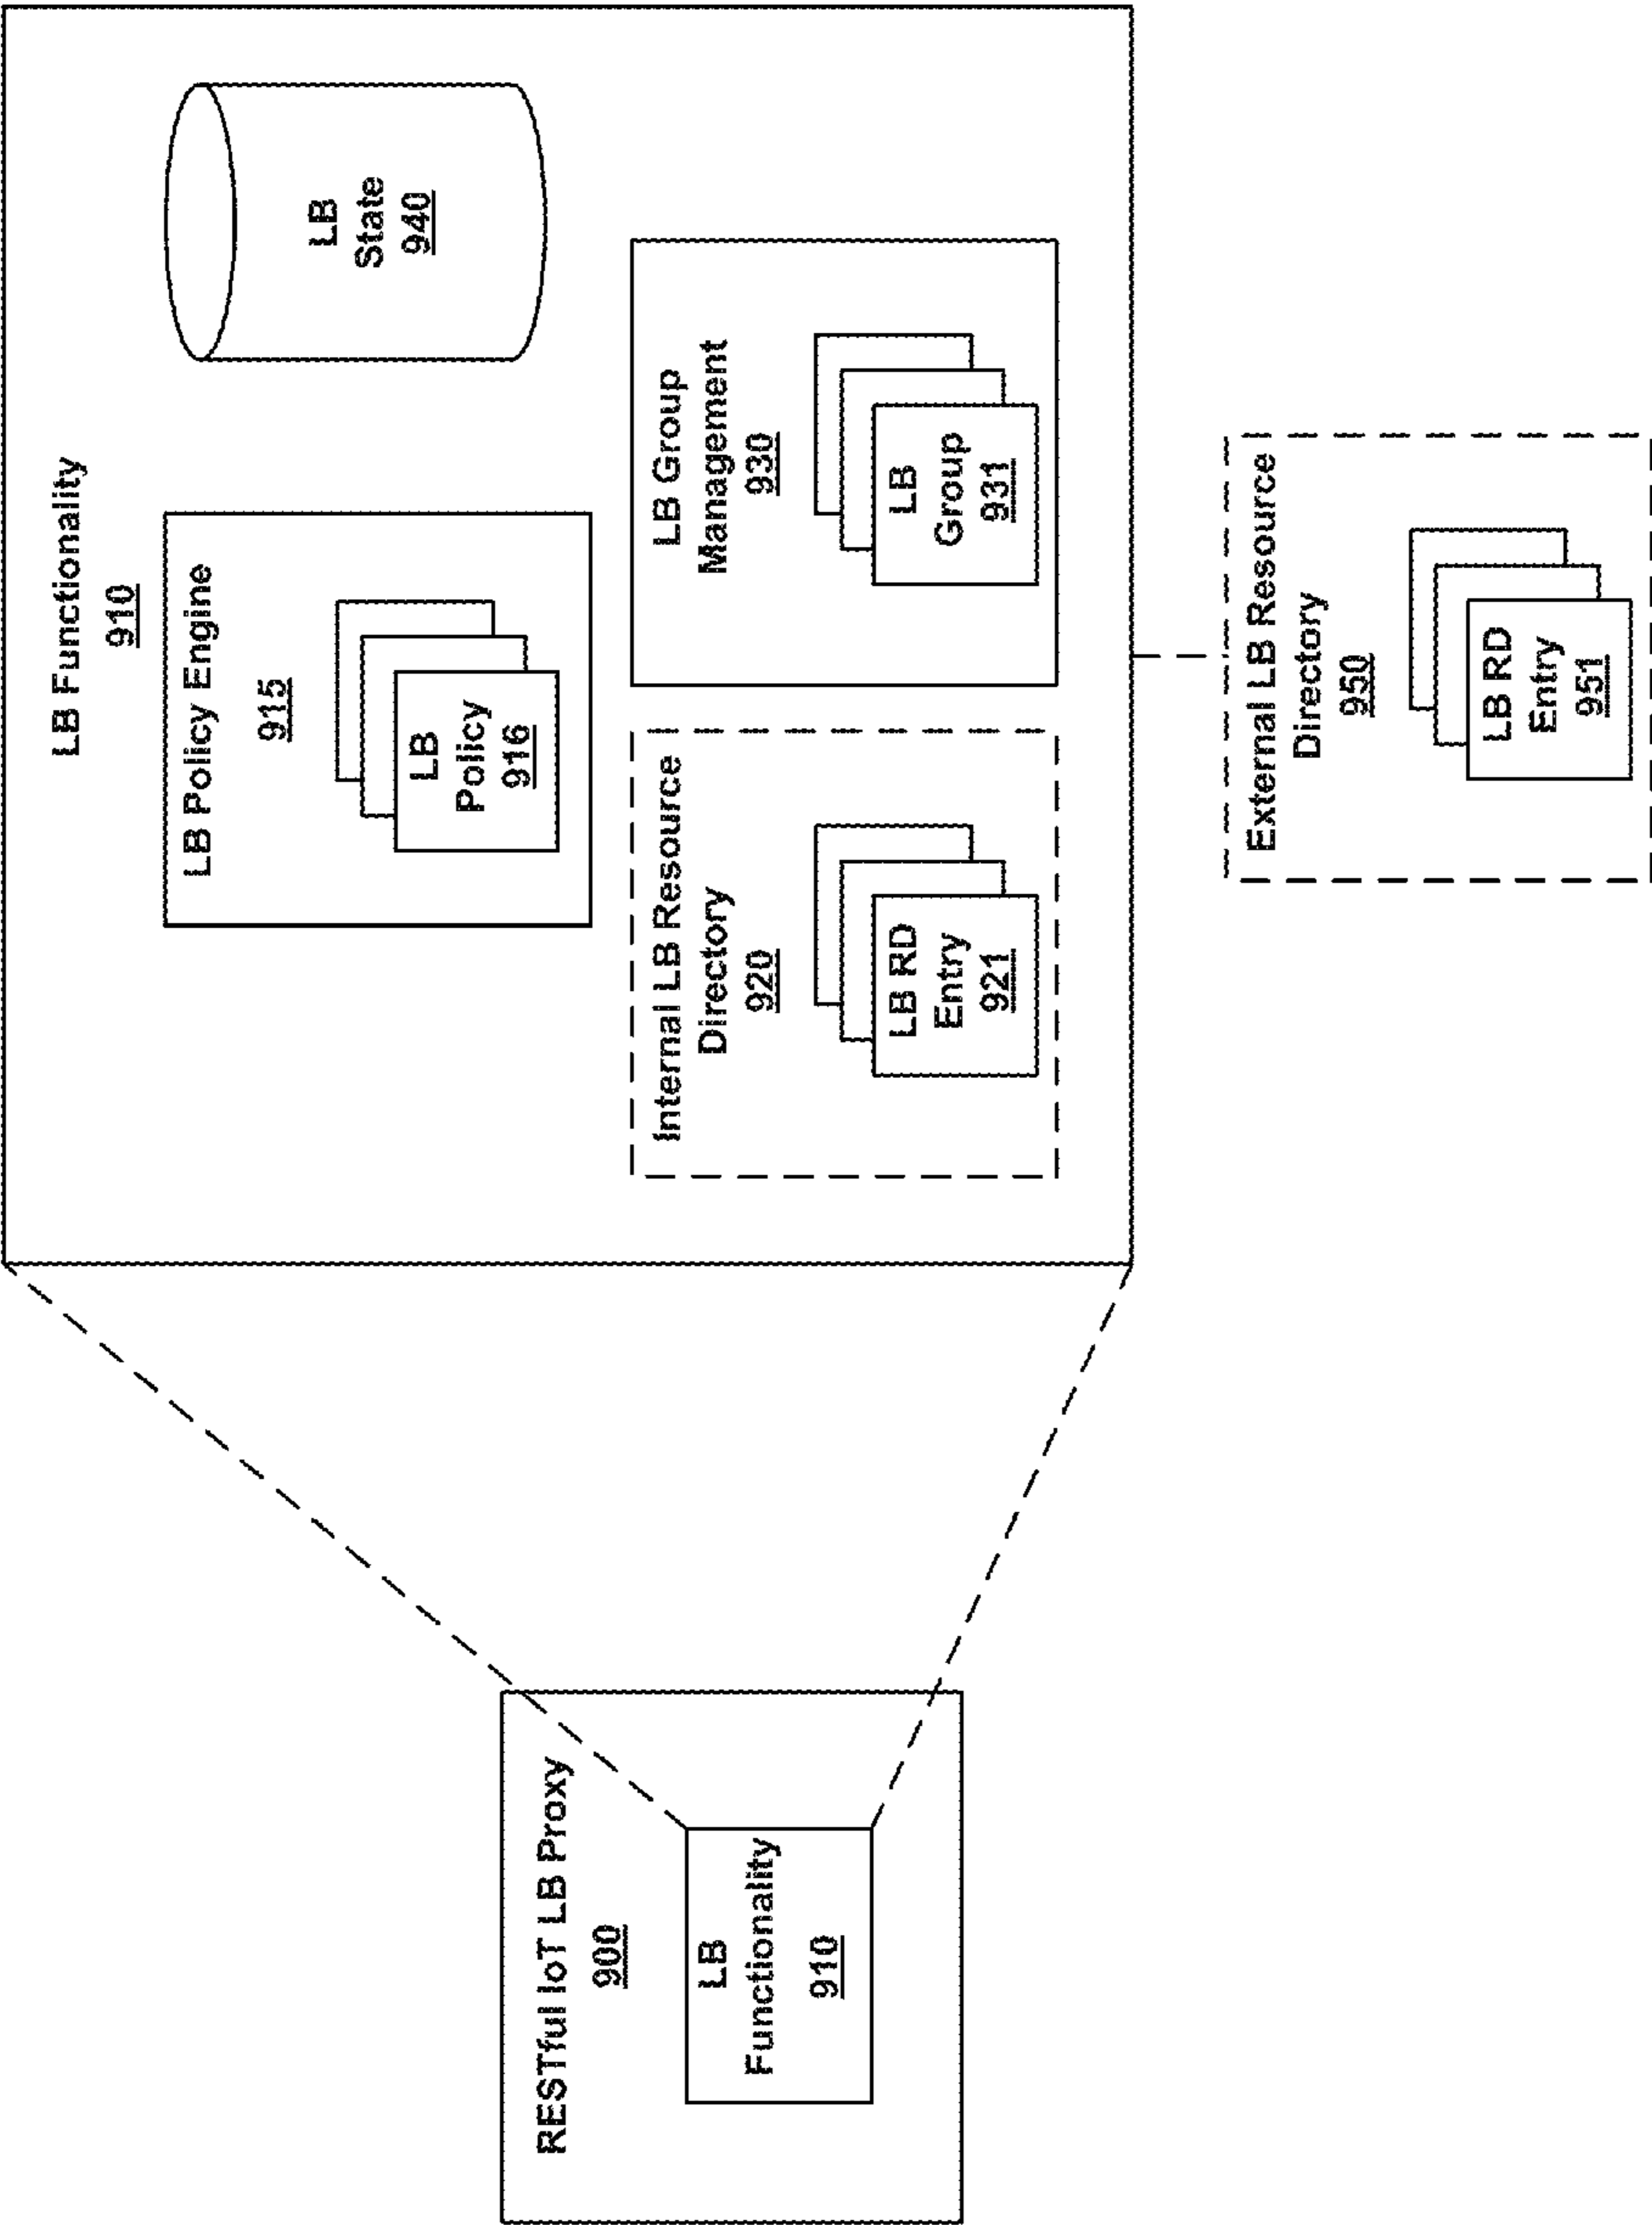 RESTful IoT LB Proxy
900
LB
Functionality
910
LB Functionality
910
LB Policy Engine
915
LB
Policy
916
LB
State
940
Internal LB Resource
Directory
920
LB RD
Entry
921
LB Group
Management
930
LB
Group
931
External LB Resource
Directory
950
LB RD
Entry
951